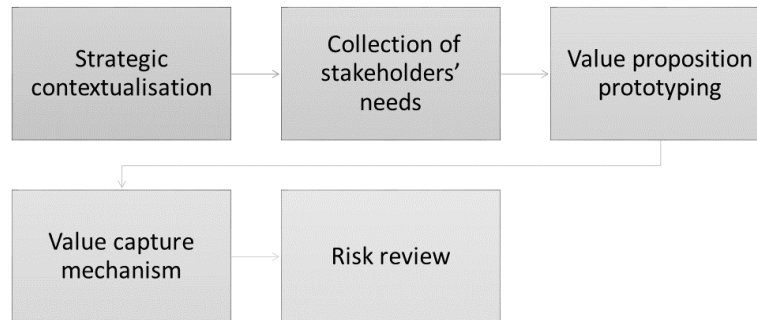 Strategic
contextualisation
Collection of
stakeholders’
needs
Value proposition
prototyping
Value capture
mechanism
Risk review